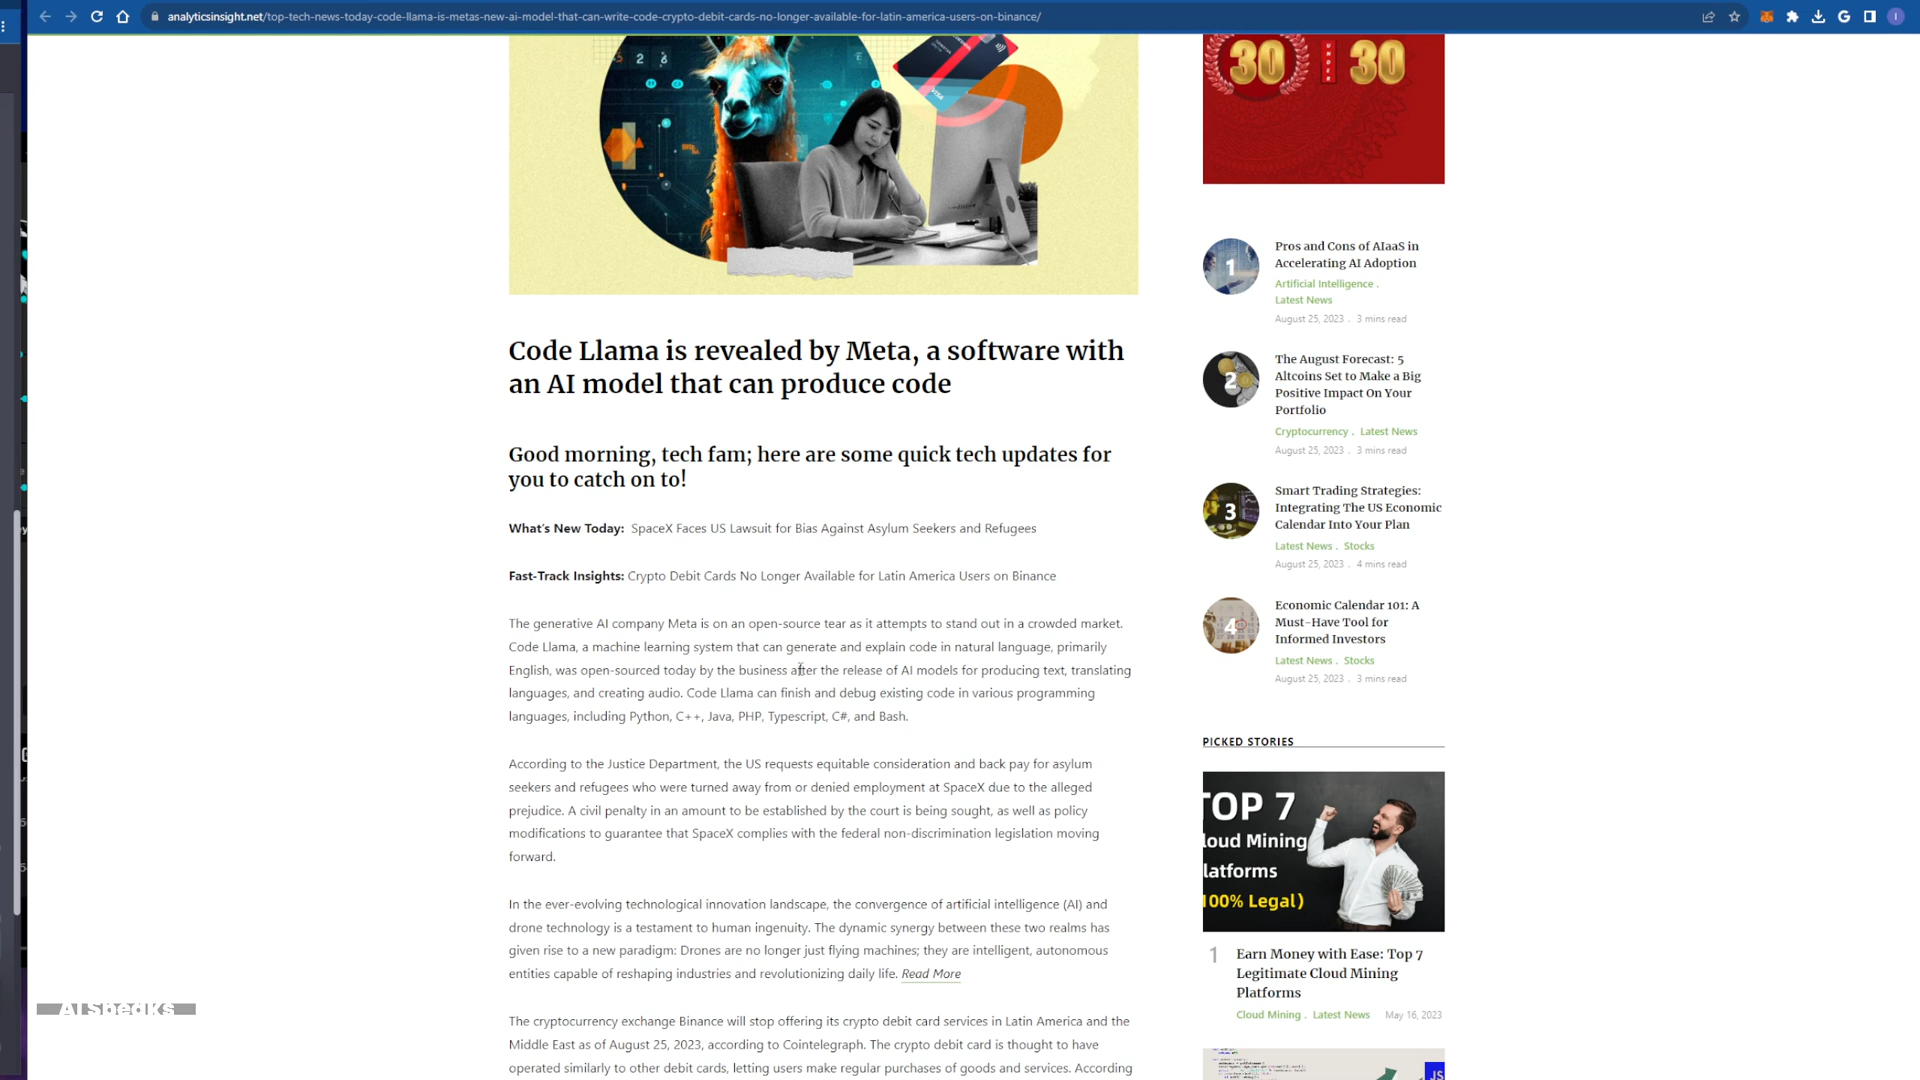 analyticsinsight.net/top-tech-news-today-code-llama-is-metas-new-ai-model-that-can-write-code-crypto-debit-cards-no-longer-available-for-latin-america-users-on-binance/
30 UNDER 30
VISA
Code Llama is revealed by Meta, a software with
an AI model that can produce code
Good morning, tech fam; here are some quick tech updates for
you to catch on to!
What's New Today: SpaceX Faces US Lawsuit for Bias Against Asylum Seekers and Refugees
Fast-Track Insights: Crypto Debit Cards No Longer Available for Latin America Users on Binance
The generative AI company Meta is on an open-source tear as it attempts to stand out in a crowded market.
Code Llama, a machine learning system that can generate and explain code in natural language, primarily
English, was open-sourced today by the business after the release of AI models for producing text, translating
languages, and creating audio. Code Llama can finish and debug existing code in various programming
languages, including Python, C++, Java, PHP, Typescript, C#, and Bash.
According to the Justice Department, the US requests equitable consideration and back pay for asylum
seekers and refugees who were turned away from or denied employment at SpaceX due to the alleged
prejudice. A civil penalty in an amount to be established by the court is being sought, as well as policy
modifications to guarantee that SpaceX complies with the federal non-discrimination legislation moving
forward.
In the ever-evolving technological innovation landscape, the convergence of artificial intelligence (AI) and
drone technology is a testament to human ingenuity. The dynamic synergy between these two realms has
given rise to a new paradigm: Drones are no longer just flying machines; they are intelligent, autonomous
entities capable of reshaping industries and revolutionizing daily life. Read More
The cryptocurrency exchange Binance will stop offering its crypto debit card services in Latin America and the
Middle East as of August 25, 2023, according to Cointelegraph. The crypto debit card is thought to have
operated similarly to other debit cards, letting users make regular purchases of goods and services. According
1
Pros and Cons of AIaaS in
Accelerating AI Adoption
Artificial Intelligence .
Latest News
August 25, 2023 . 3 mins read
2
The August Forecast: 5
Altcoins Set to Make a Big
Positive Impact On Your
Portfolio
Cryptocurrency . Latest News
August 25, 2023 . 3 mins read
3
Smart Trading Strategies:
Integrating The US Economic
Calendar Into Your Plan
Latest News . Stocks
August 25, 2023 . 4 mins read
4
Economic Calendar 101: A
Must-Have Tool for
Informed Investors
Latest News . Stocks
August 25, 2023 . 3 mins read
PICKED STORIES
TOP 7
loud Mining
latforms
100% Legal)
1 Earn Money with Ease: Top 7
Legitimate Cloud Mining
Platforms
Cloud Mining . Latest News May 16, 2023
JS
AI Speaks